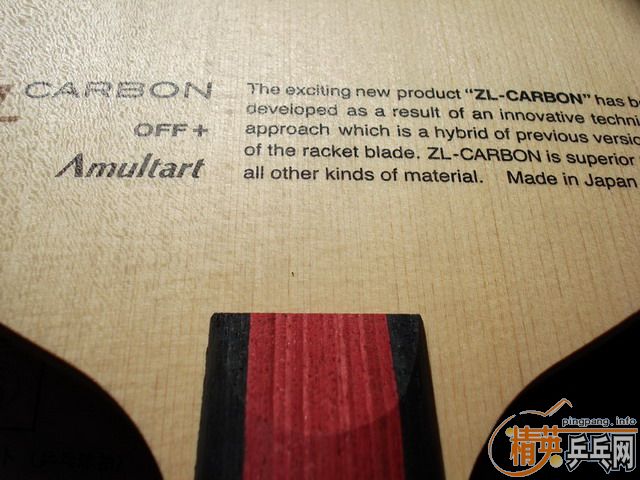 CARBON
OFF+
Amultart
The exciting new product “ZL-CARBON” has
developed as a result of an innovative
approach which is a hybrid of previous
of the racket blade. ZL-CARBON is superior
all other kinds of material. Made in Japan
pingpang.info
精英乒乓网